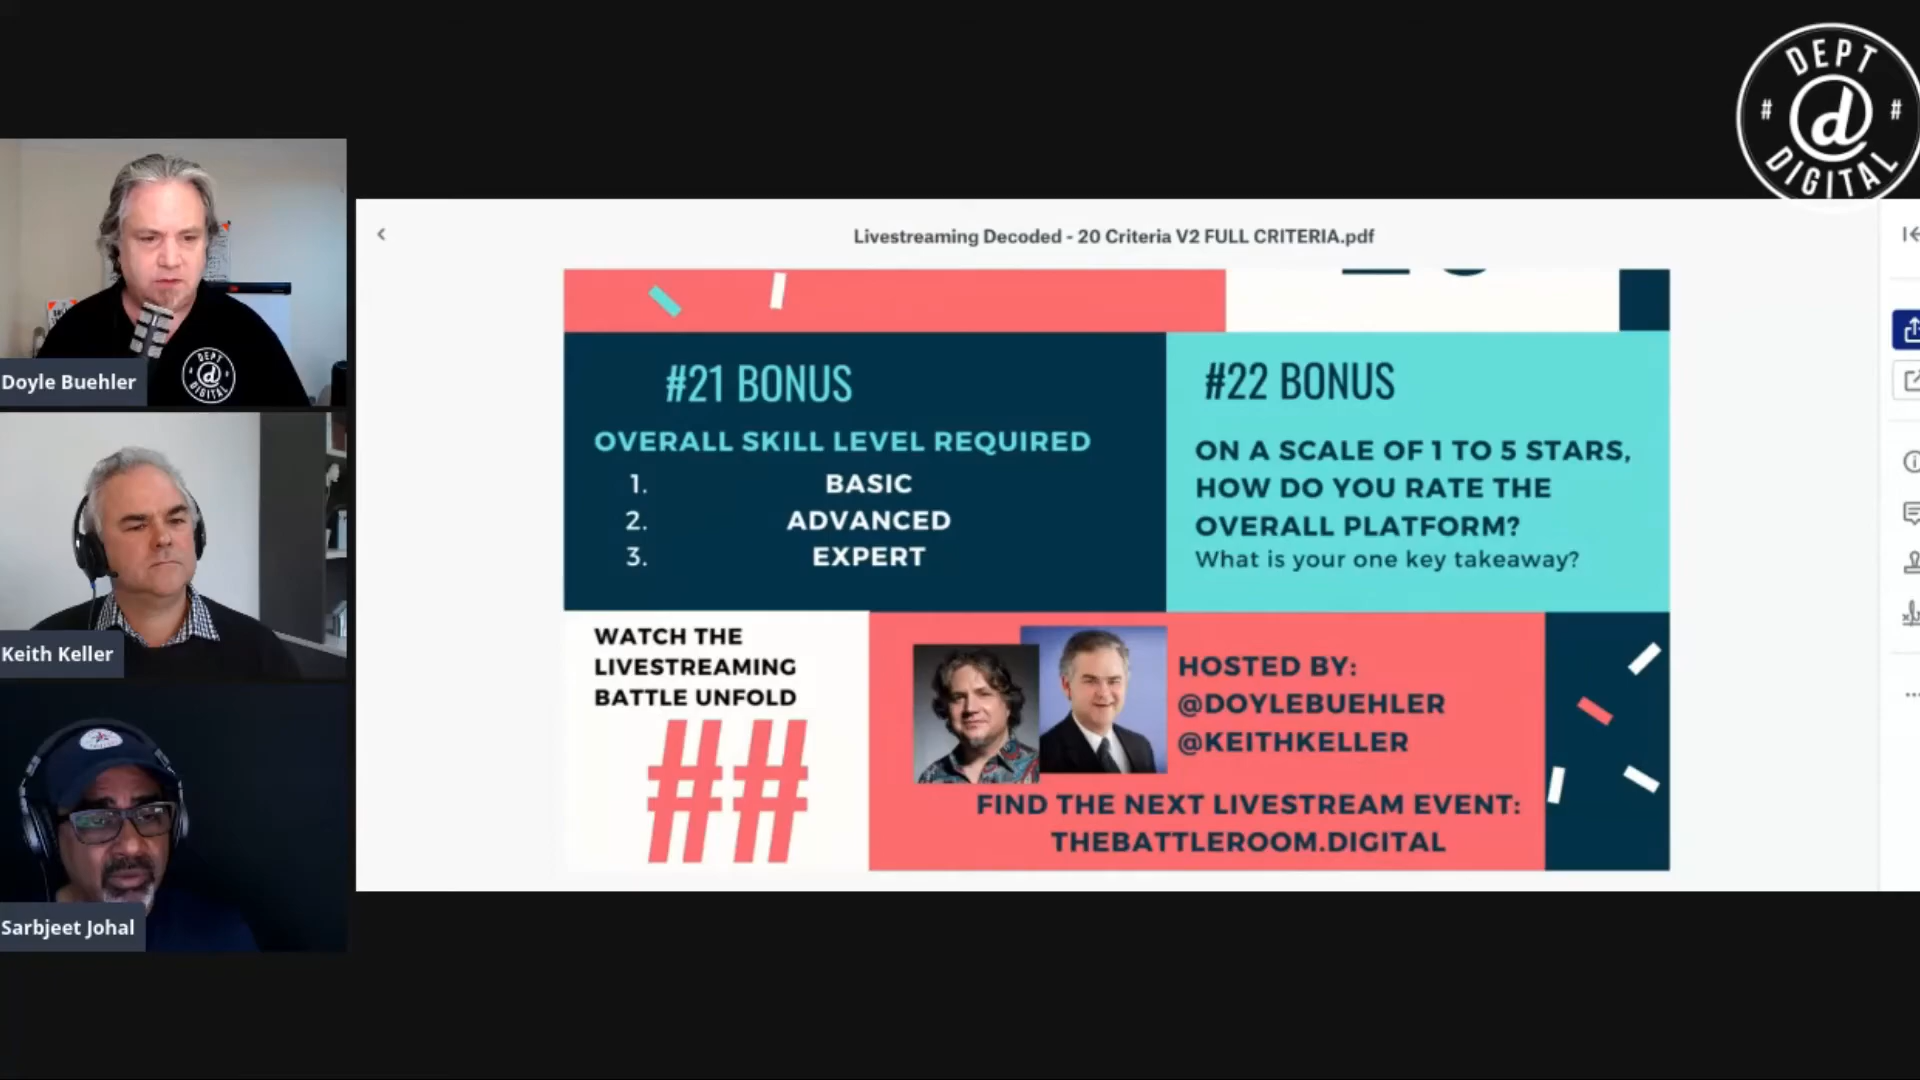 DEPT
# @d #
DIGITAL
Doyle Buehler
DEPT
# @d #
DIGITAL
Keith Keller
Sarbjeet Johal
Livestreaming Decoded - 20 Criteria V2 FULL CRITERIA.pdf
#21 BONUS
OVERALL SKILL LEVEL REQUIRED
1. BASIC
2. ADVANCED
3. EXPERT
#22 BONUS
ON A SCALE OF 1 TO 5 STARS,
HOW DO YOU RATE THE
OVERALL PLATFORM?
What is your one key takeaway?
WATCH THE
LIVESTREAMING
BATTLE UNFOLD
##
HOSTED BY:
@DOYLEBUEHLER
@KEITHKELLER
FIND THE NEXT LIVESTREAM EVENT:
THEBATTLEROOM.DIGITAL